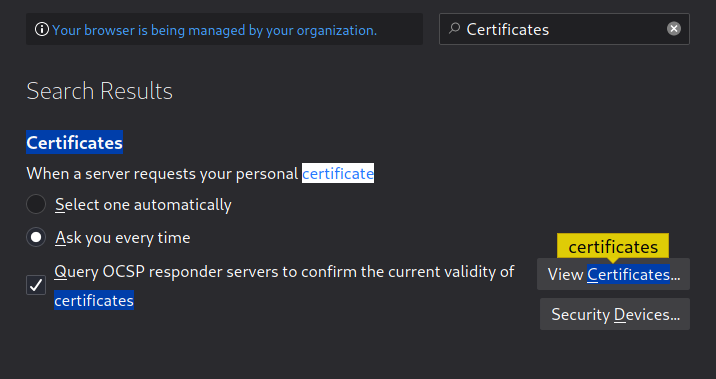 Your browser is being managed by your organization.
Certificates
Search Results
Certificates
When a server requests your personal certificate
Select one automatically
Ask you every time
Query OCSP responder servers to confirm the current validity of
certificates
certificates
View Certificates...
Security Devices...